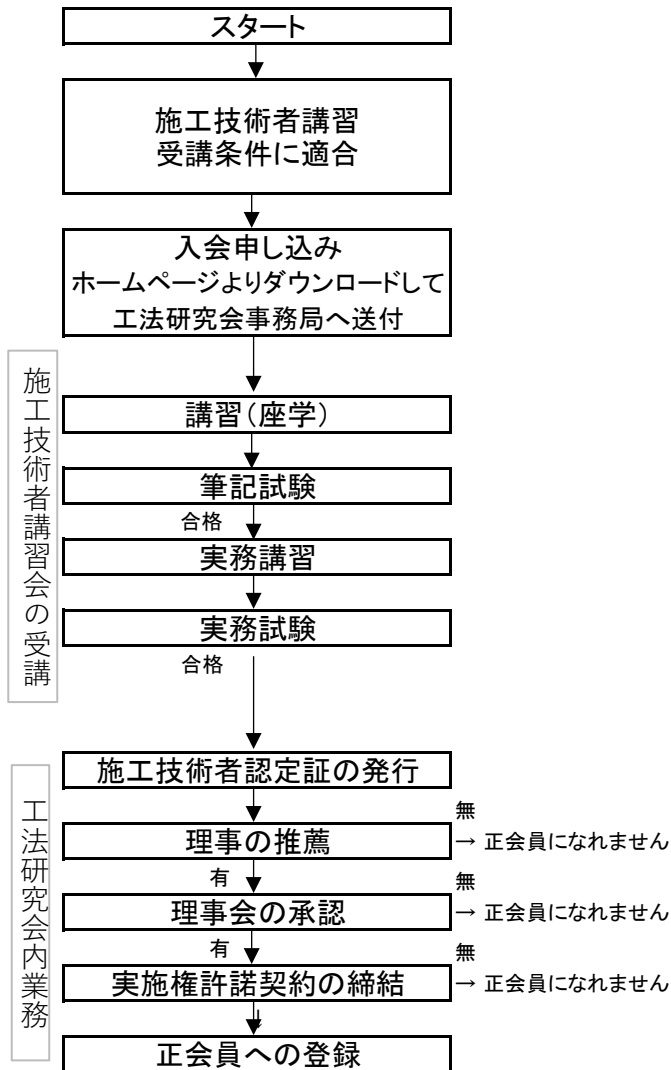 スタート
施工技術者講習
受講条件に適合
入会申し込み
ホームページよりダウンロードして
工法研究会事務局へ送付
施工技術者講習会の受講
講習(座学)
筆記試験
合格
実務講習
実務試験
合格
工法研究会内業務
施工技術者認定証の発行
無
理事の推薦
→ 正会員になれません
有
無
理事会の承認
→ 正会員になれません
有
無
実施権許諾契約の締結
→ 正会員になれません
正会員への登録